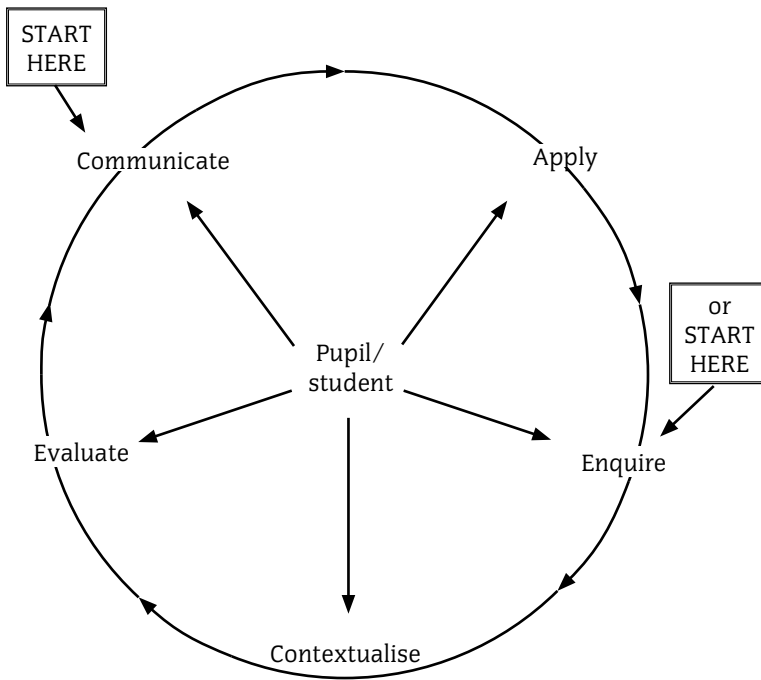 START
HERE
Communicate
Apply
or
START
HERE
Pupil/
student
Evaluate
Enquire
Contextualise